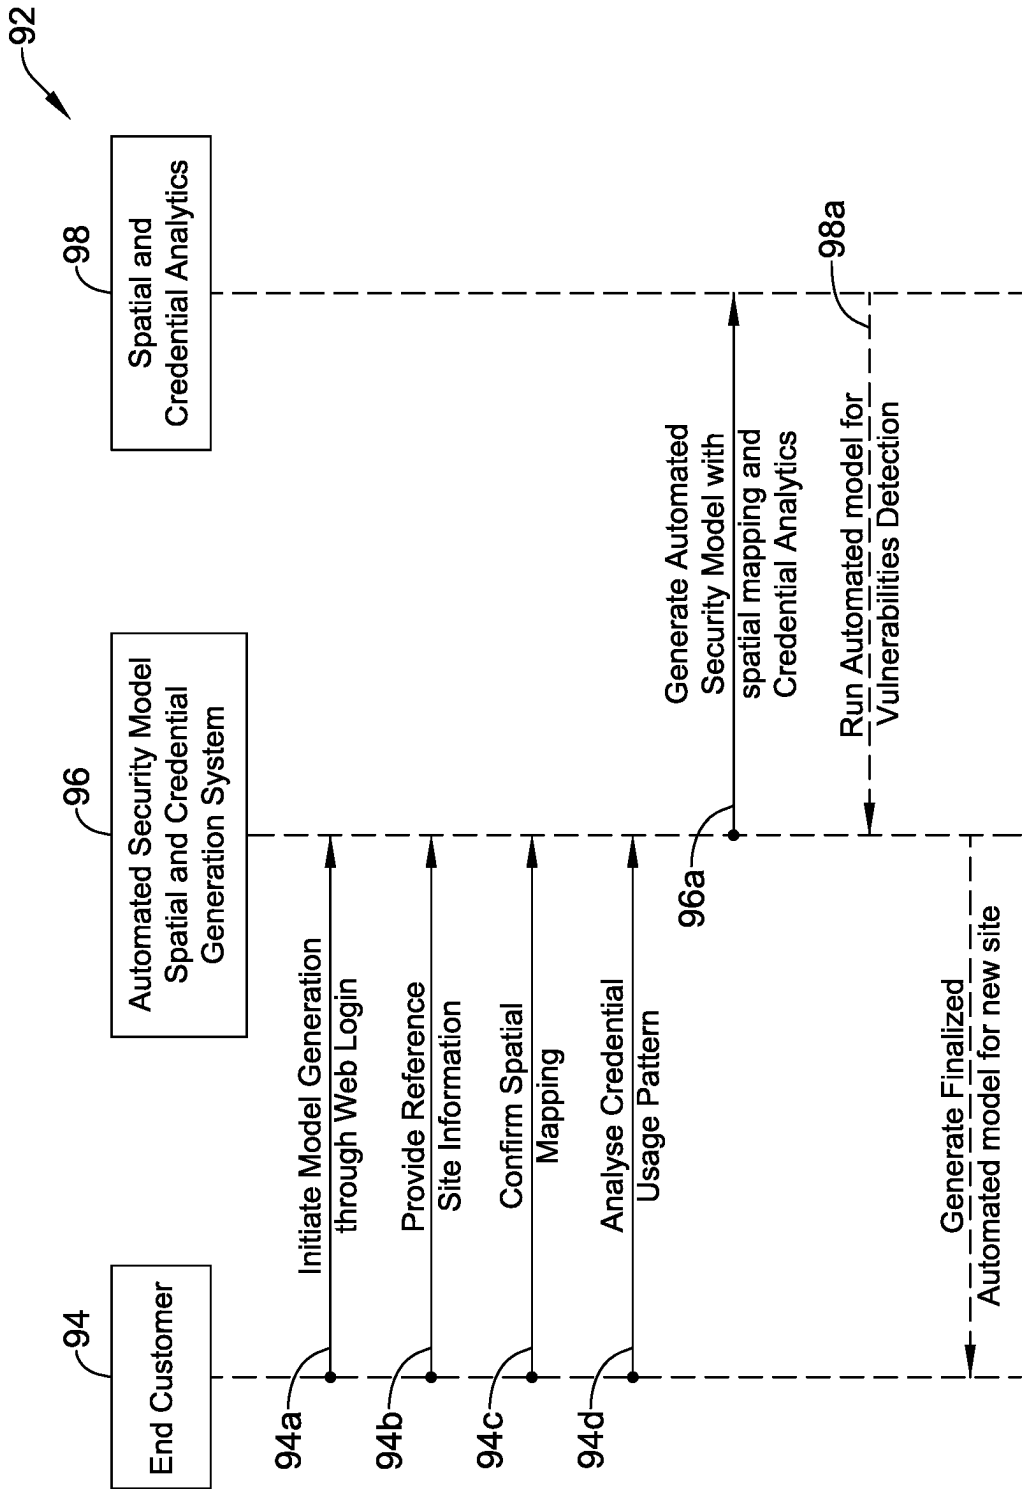 92
94
End Customer
96
Automated Security Model
Spatial and Credential
Generation System
98
Spatial and
Credential Analytics
94a
Initiate Model Generation
through Web Login
94b
Provide Reference
Site Information
94c
Confirm Spatial
Mapping
94d
Analyse Credential
Usage Pattern
96a
Generate Automated
Security Model with
spatial mapping and
Credential Analytics
98a
Run Automated model for
Vulnerabilities Detection
Generate Finalized
Automated model for new site